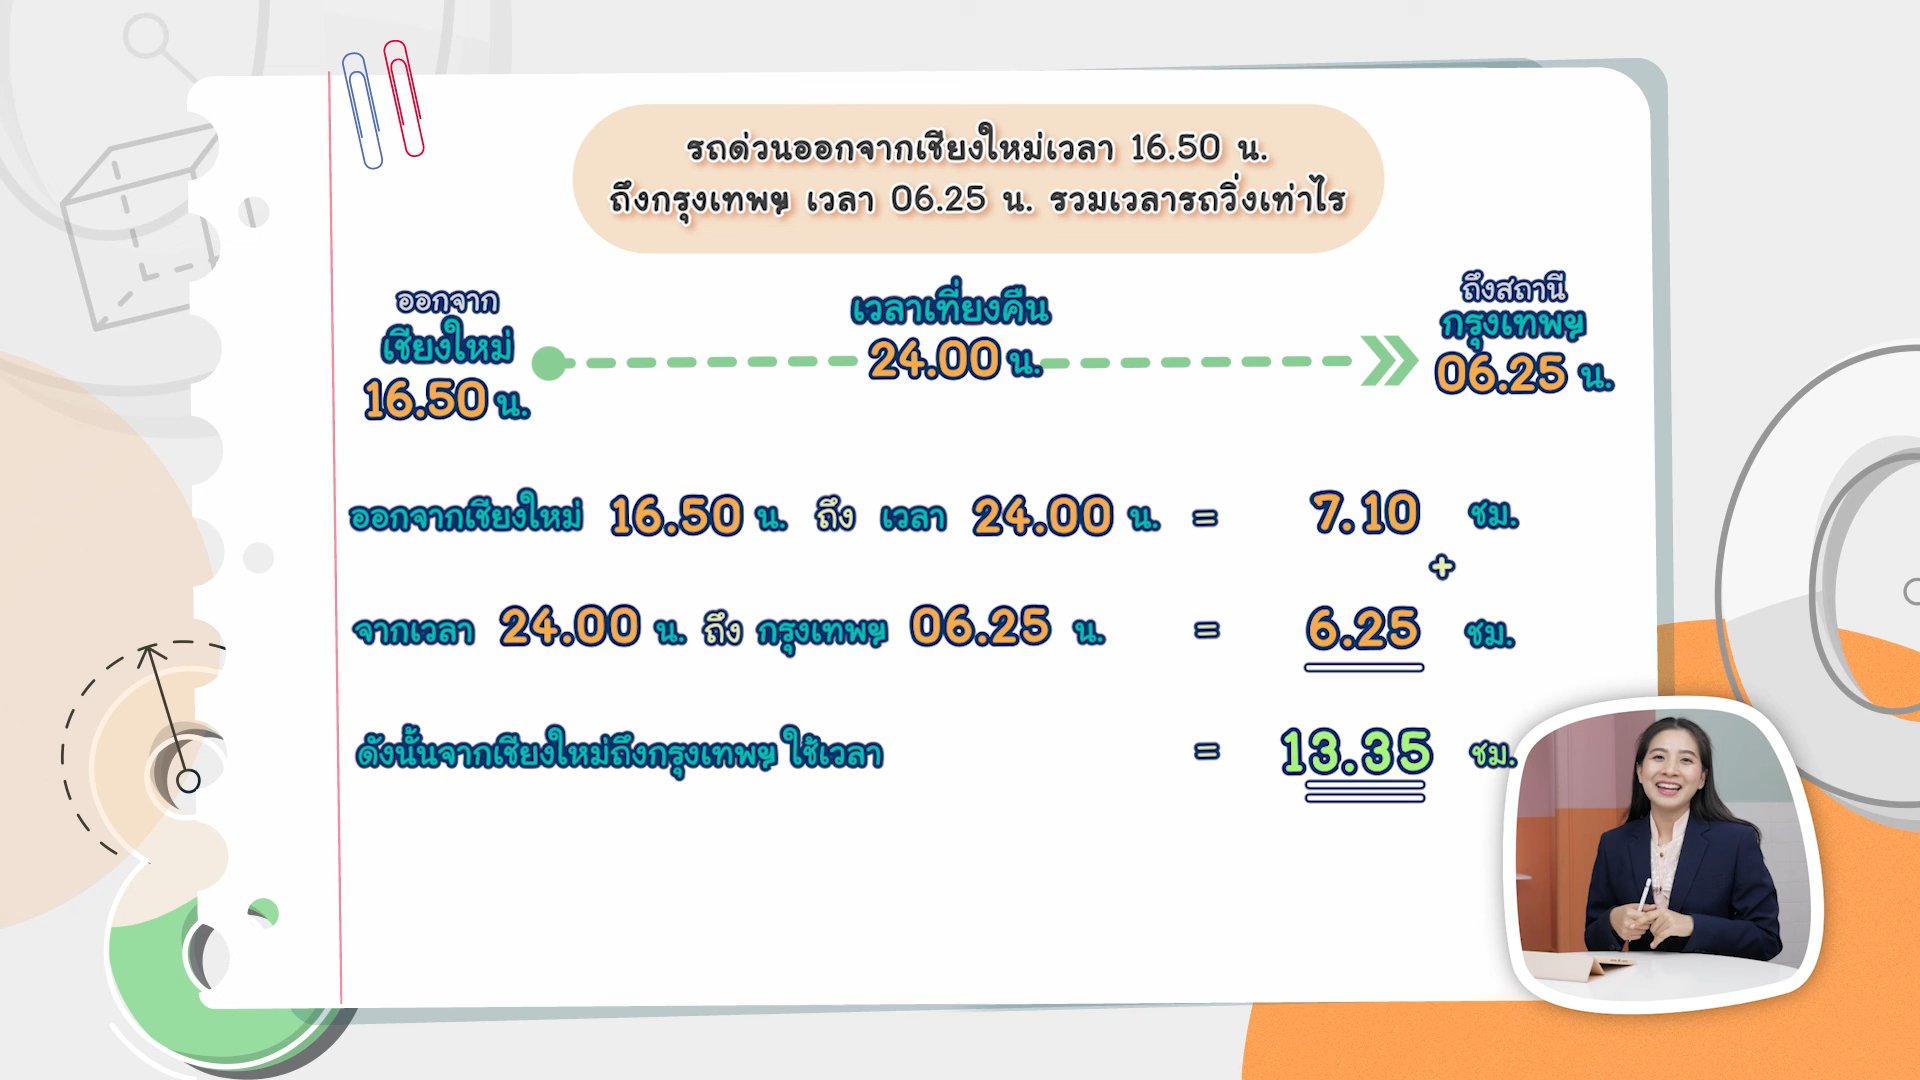 รถด่วนออกจากเชียงใหม่เวลา 16.50 น.
ถึงกรุงเทพฯ เวลา 06.25 น. รวมเวลารถวิ่งเท่าไร
ออกจาก
เชียงใหม่
16.50 น.
เวลาเที่ยงคืน
24.00 น.
ถึงสถานี
กรุงเทพฯ
06.25 น.
ออกจากเชียงใหม่ 16.50 น. ถึง เวลา 24.00 น. = 7.10 ชม.
+
จากเวลา 24.00 น. ถึง กรุงเทพฯ 06.25 น. = 6.25 ชม.
ดังนั้นจากเชียงใหม่ถึงกรุงเทพฯ ใช้เวลา = 13.35 ชม.